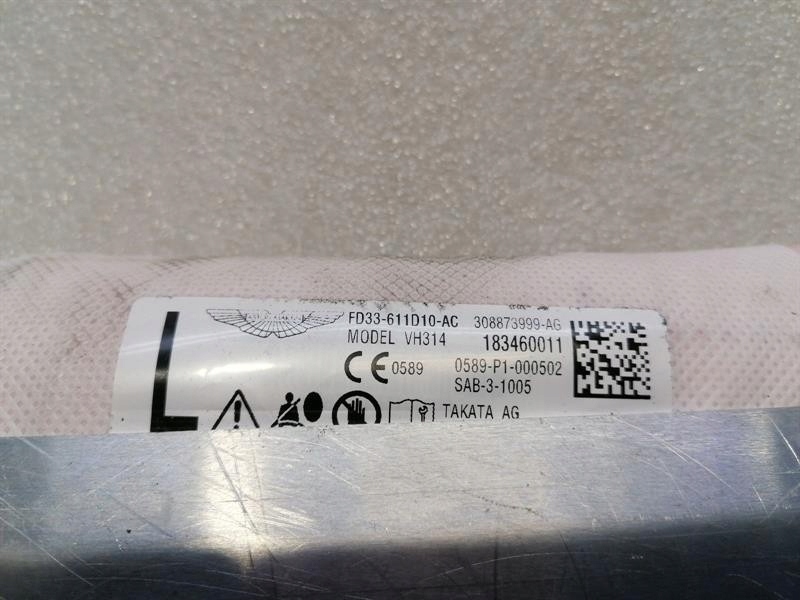 L
FD33-611D10-AC 308873999-AG
MODEL VH314 183460011
CE 0589 0589-P1-000502
SAB-3-1005
TAKATA AG